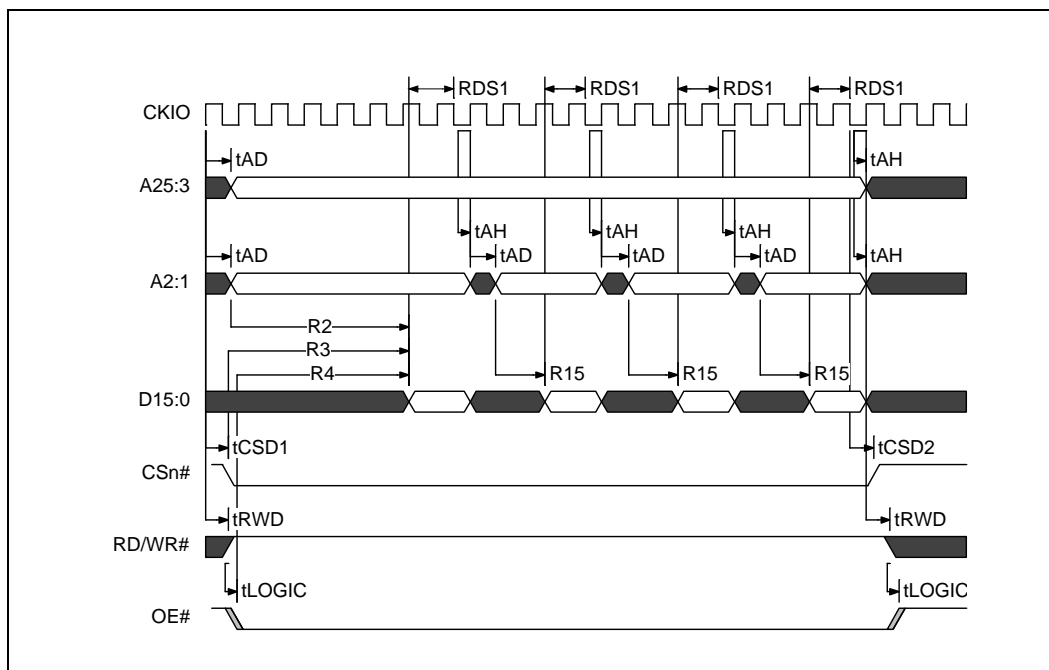 RDS1 RDS1 RDS1 RDS1
CKIO
tAD tAH
A25:3
tAH tAH tAH
tAD tAD tAD tAD tAH
A2:1
R2
R3
R4 R15 R15 R15
D15:0
tCSD1 tCSD2
CSn#
tRWD tRWD
RD/WR#
tLOGIC tLOGIC
OE#